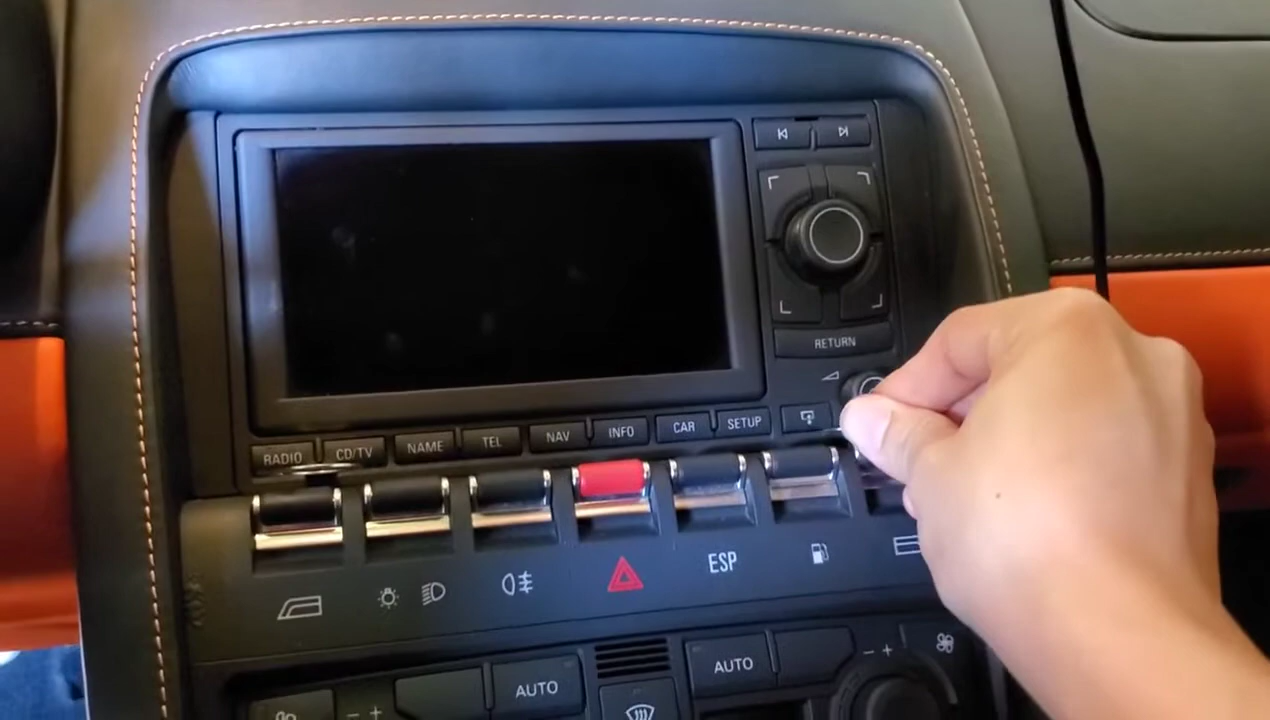 RETURN
RADIO CD/TV NAME TEL NAV INFO CAR SETUP
ESP
AUTO
AUTO